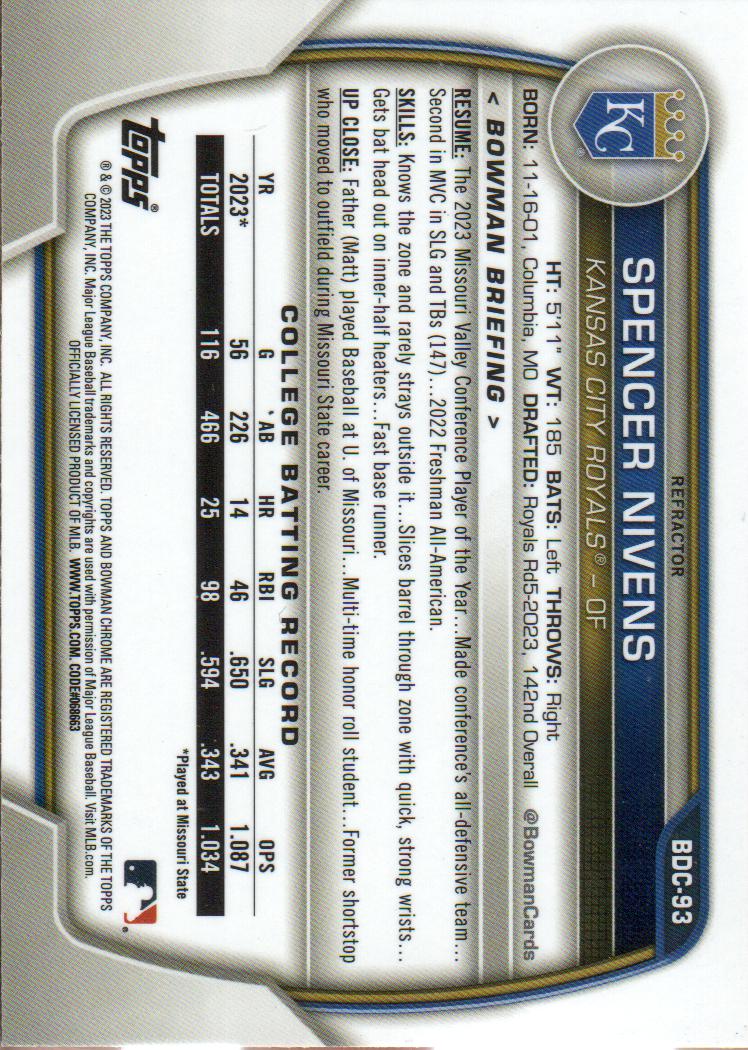 REFRACTOR
BDC-93
SPENCER NIVENS
KANSAS CITY ROYALS® – OF
KC
®
HT: 5'11" WT: 185 BATS: Left THROWS: Right
BORN: 11-16-01, Columbia, MO DRAFTED: Royals Rd5-2023, 142nd Overall @BowmanCards
< BOWMAN BRIEFING >
RESUME: The 2023 Missouri Valley Conference Player of the Year...Made conference's all-defensive team...
Second in MVC in SLG and TBs (147)...2022 Freshman All-American.
SKILLS: Knows the zone and rarely strays outside it...Slices barrel through zone with quick, strong wrists...
Gets bat head out on inner-half heaters...Fast base runner.
UP CLOSE: Father (Matt) played Baseball at U. of Missouri...Multi-time honor roll student...Former shortstop
who moved to outfield during Missouri State career.
COLLEGE BATTING RECORD
YR G AB HR RBI SLG AVG OPS
2023* 56 226 14 46 .650 .341 1.087
TOTALS 116 466 25 98 .594 .343 1.034
*Played at Missouri State
topps®
®
® & © 2023 THE TOPPS COMPANY, INC. ALL RIGHTS RESERVED. TOPPS AND BOWMAN CHROME ARE REGISTERED TRADEMARKS OF THE TOPPS
COMPANY, INC. Major League Baseball trademarks and copyrights are used with permission of Major League Baseball. Visit MLB.com.
OFFICIALLY LICENSED PRODUCT OF MLB. WWW.TOPPS.COM. CODE#068663